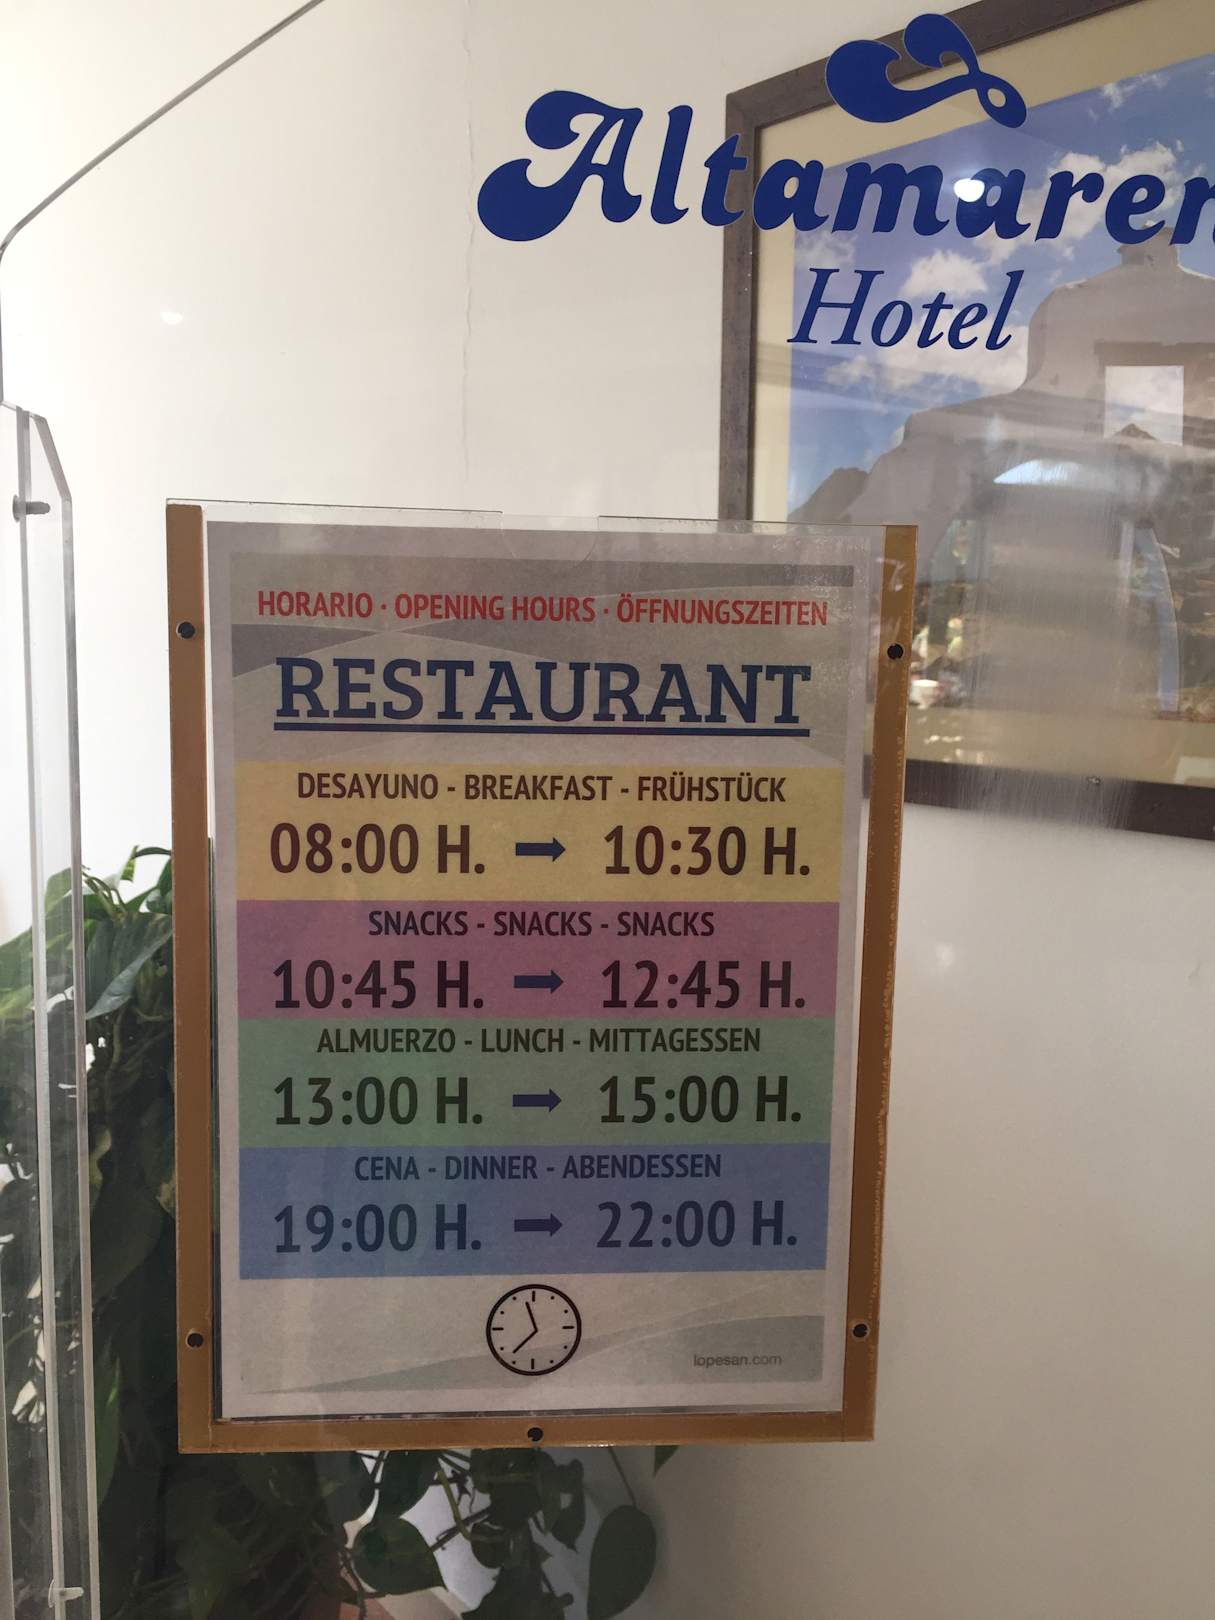 Altamaren
Hotel
HORARIO · OPENING HOURS · ÖFFNUNGSZEITEN
RESTAURANT
DESAYUNO - BREAKFAST - FRÜHSTÜCK
08:00 H. ➡ 10:30 H.
SNACKS - SNACKS - SNACKS
10:45 H. ➡ 12:45 H.
ALMUERZO - LUNCH - MITTAGESSEN
13:00 H. ➡ 15:00 H.
CENA - DINNER - ABENDESSEN
19:00 H. ➡ 22:00 H.
lopesan.com